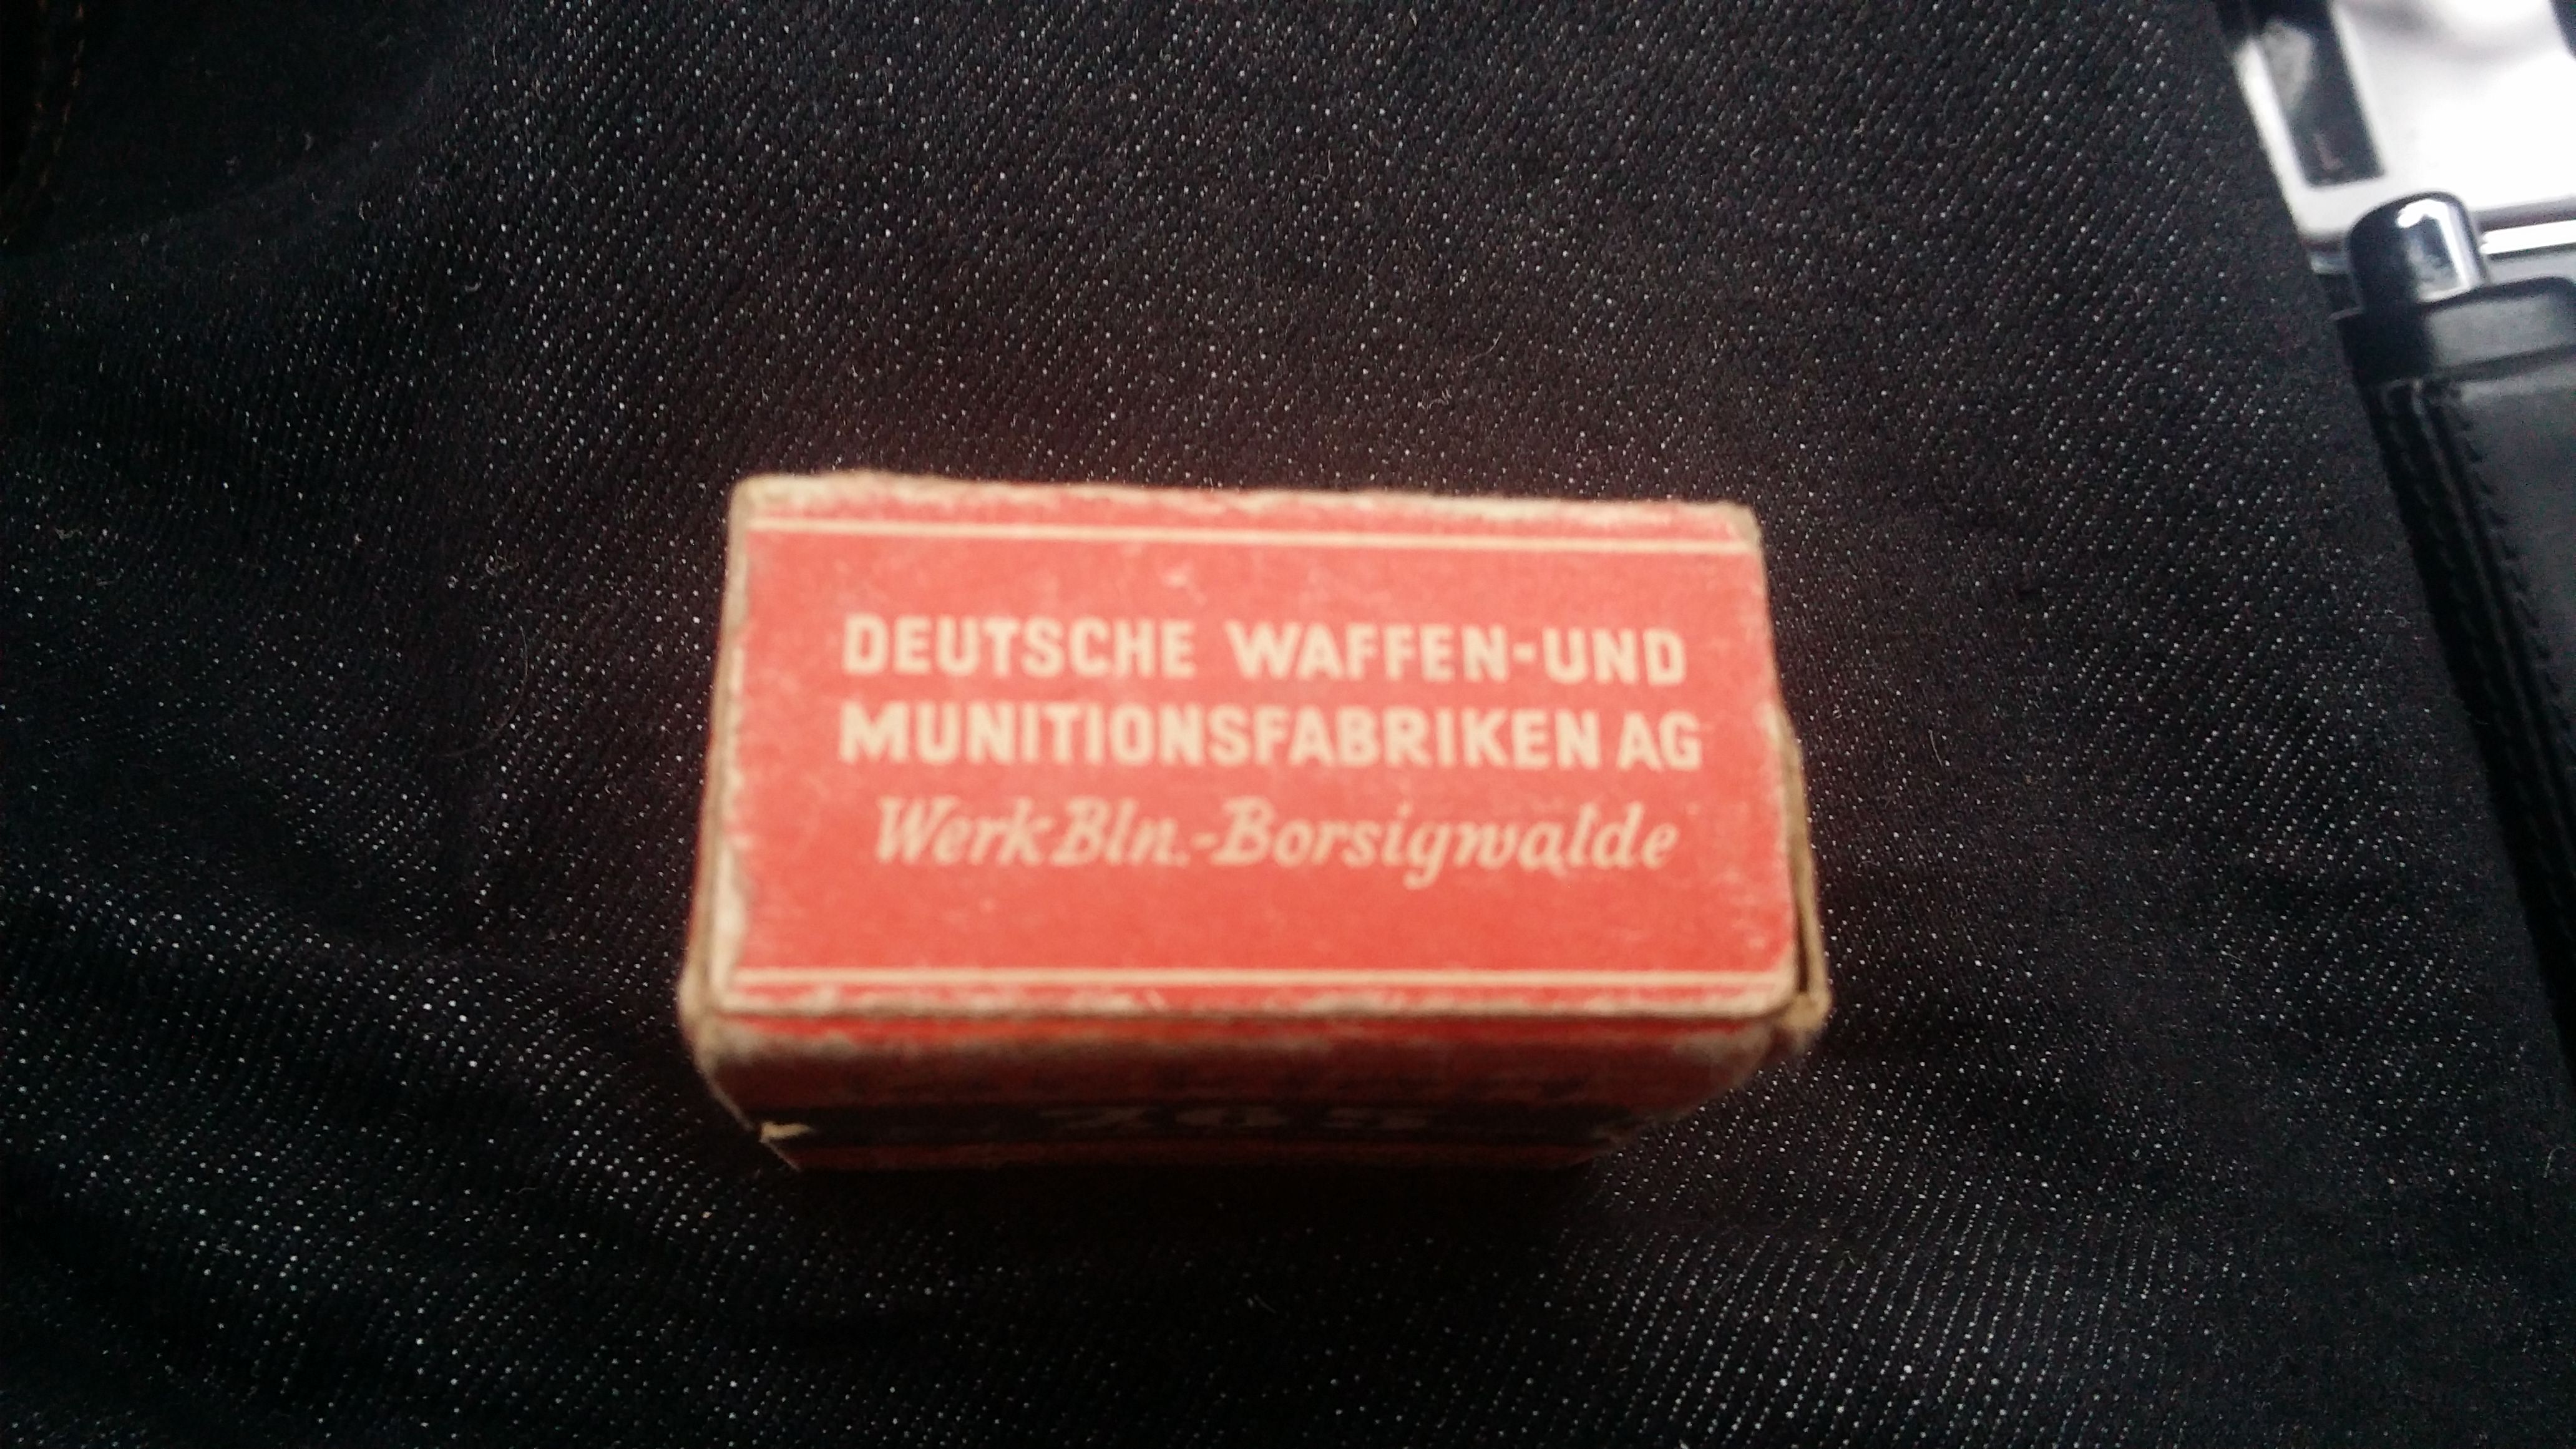 DEUTSCHE WAFFEN-UND
MUNITIONSFABRIKEN AG
Werk Bln.-Borsigwalde